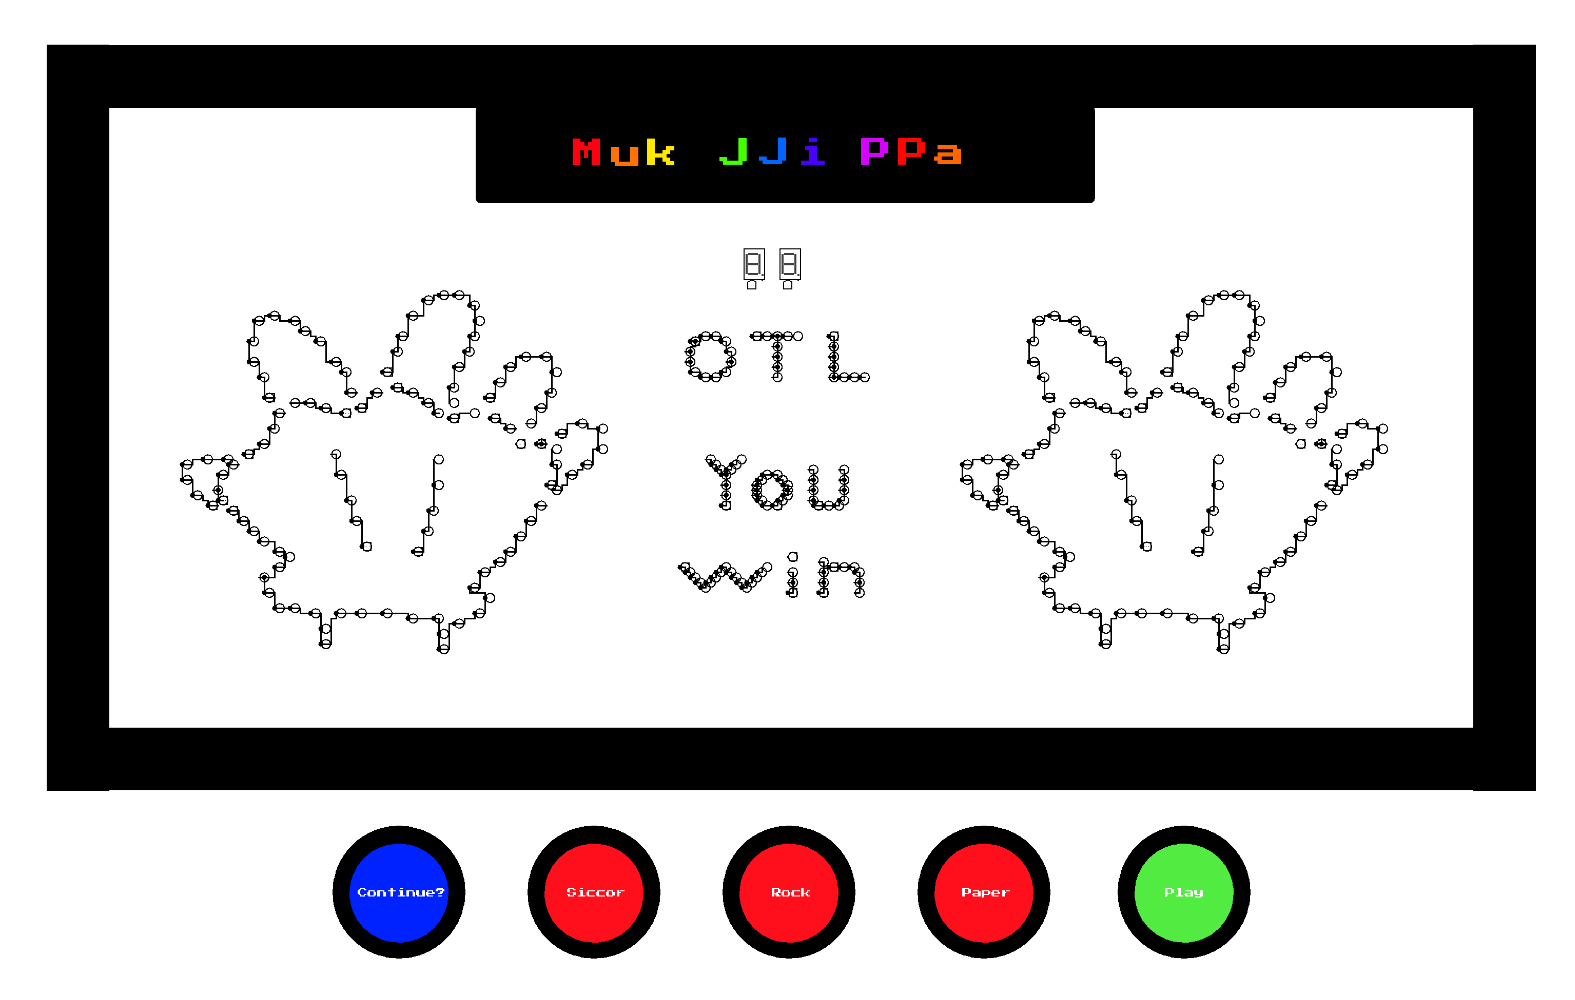 Muk JJi PPa
OTL
You
win
Continue?
Siccor
Rock
Paper
Play